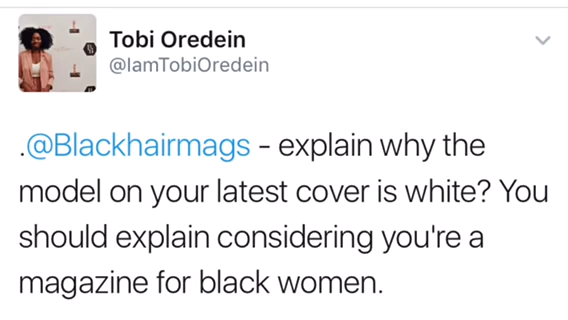 Tobi Oredein
@IamTobiOredein
.@Blackhairmags - explain why the
model on your latest cover is white? You
should explain considering you're a
magazine for black women.